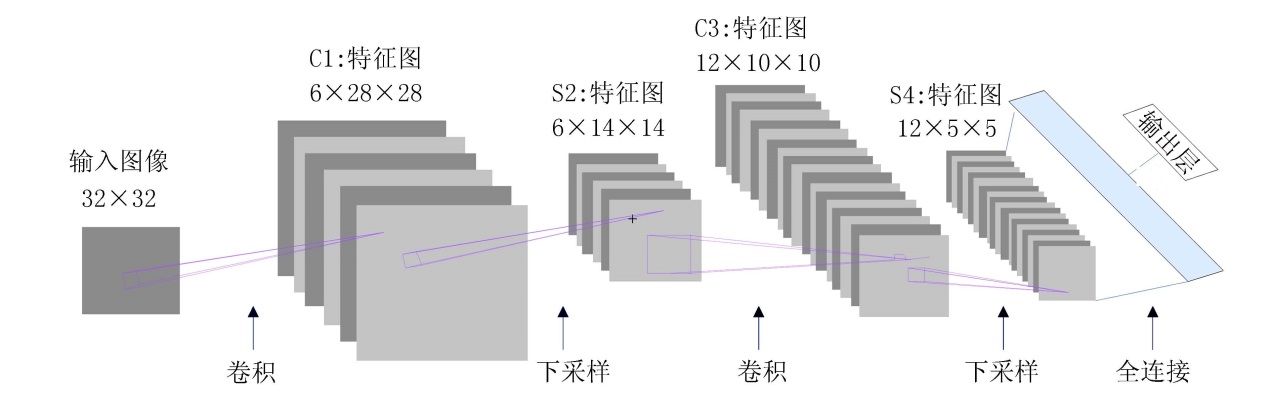 输入图像
32×32
C1:特征图
6×28×28
S2:特征图
6×14×14
C3:特征图
12×10×10
S4:特征图
12×5×5
输出层
卷积
下采样
卷积
下采样
全连接